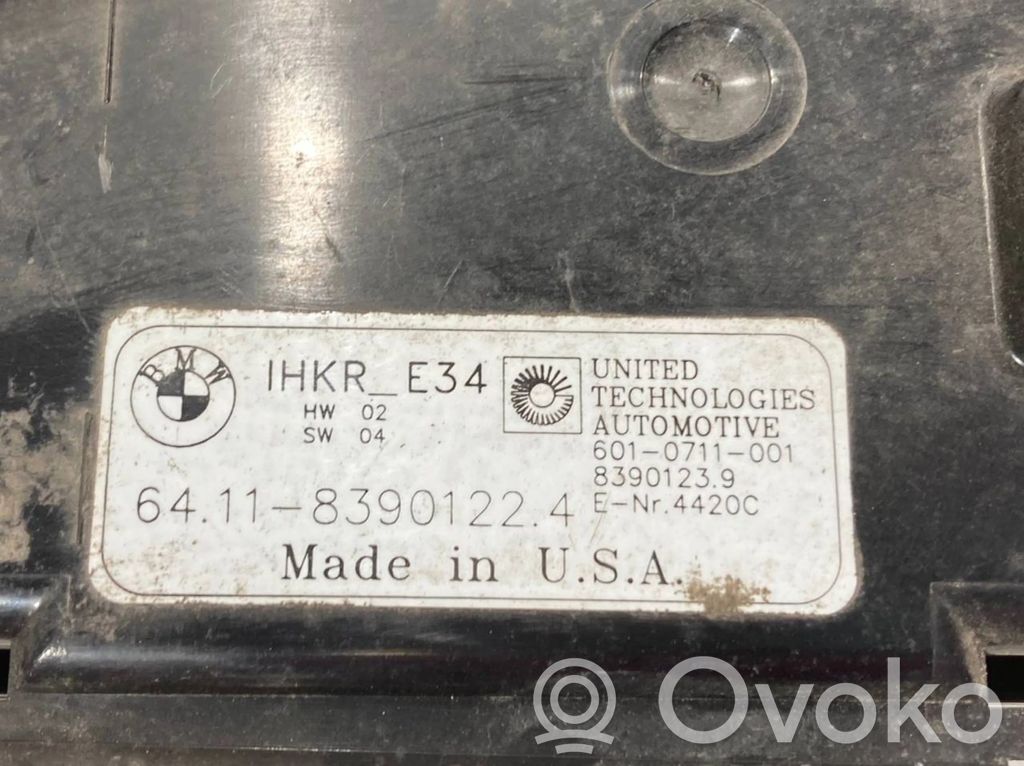 BMW
IHKR_E34
HW 02
SW 04
64.11-8390122.4
UNITED
TECHNOLOGIES
AUTOMOTIVE
601-0711-001
8390123.9
E-Nr.4420C
Made in U.S.A.
© Ovoko